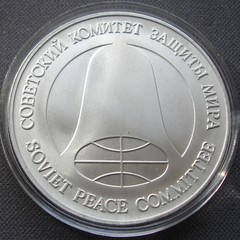 СОВЕТСКИЙ КОМИТЕТ ЗАЩИТЫ МИРА
SOVIET PEACE COMMITTEE